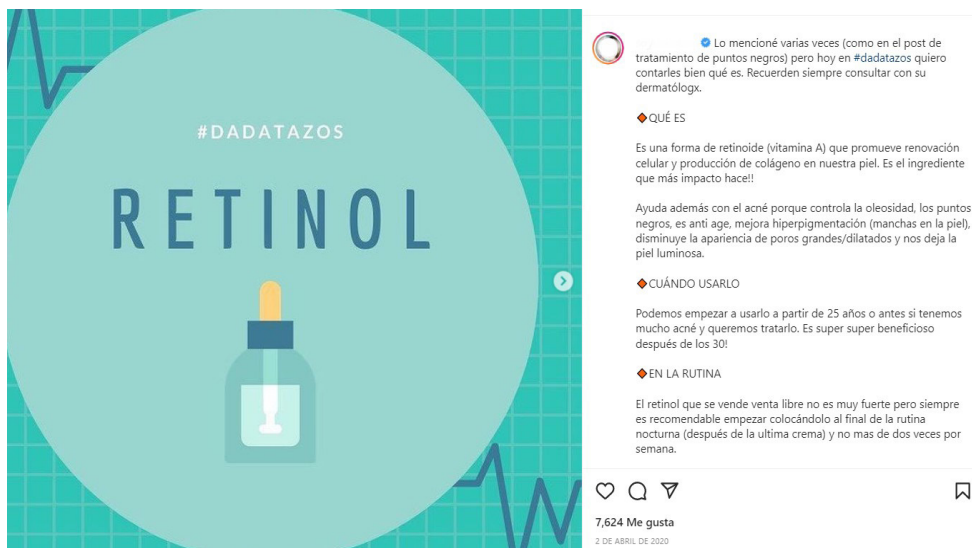 #DADATAZOS
RETINOL
Lo mencioné varias veces (como en el post de
tratamiento de puntos negros) pero hoy en #dadatazos quiero
contarles bien qué es. Recuerden siempre consultar con su
dermatólogx.
QUÉ ES
Es una forma de retinoide (vitamina A) que promueve renovación
celular y producción de colágeno en nuestra piel. Es el ingrediente
que más impacto hace!!
Ayuda además con el acné porque controla la oleosidad, los puntos
negros, es anti age, mejora hiperpigmentación (manchas en la piel),
disminuye la apariencia de poros grandes/dilatados y nos deja la
piel luminosa.
CUÁNDO USARLO
Podemos empezar a usarlo a partir de 25 años o antes si tenemos
mucho acné y queremos tratarlo. Es super super beneficioso
después de los 30!
EN LA RUTINA
El retinol que se vende venta libre no es muy fuerte pero siempre
es recomendable empezar colocándolo al final de la rutina
nocturna (después de la ultima crema) y no mas de dos veces por
semana.
7,624 Me gusta
2 DE ABRIL DE 2020